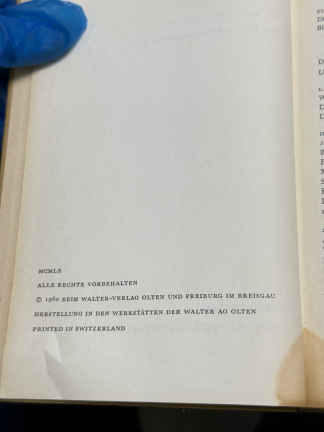 MCMLX
ALLE RECHTE VORBEHALTEN
© 1960 BEIM WALTER-VERLAG OLTEN UND FREIBURG IM BREISGAU
HERSTELLUNG IN DEN WERKSTÄTTEN DER WALTER AG OLTEN
PRINTED IN SWITZERLAND